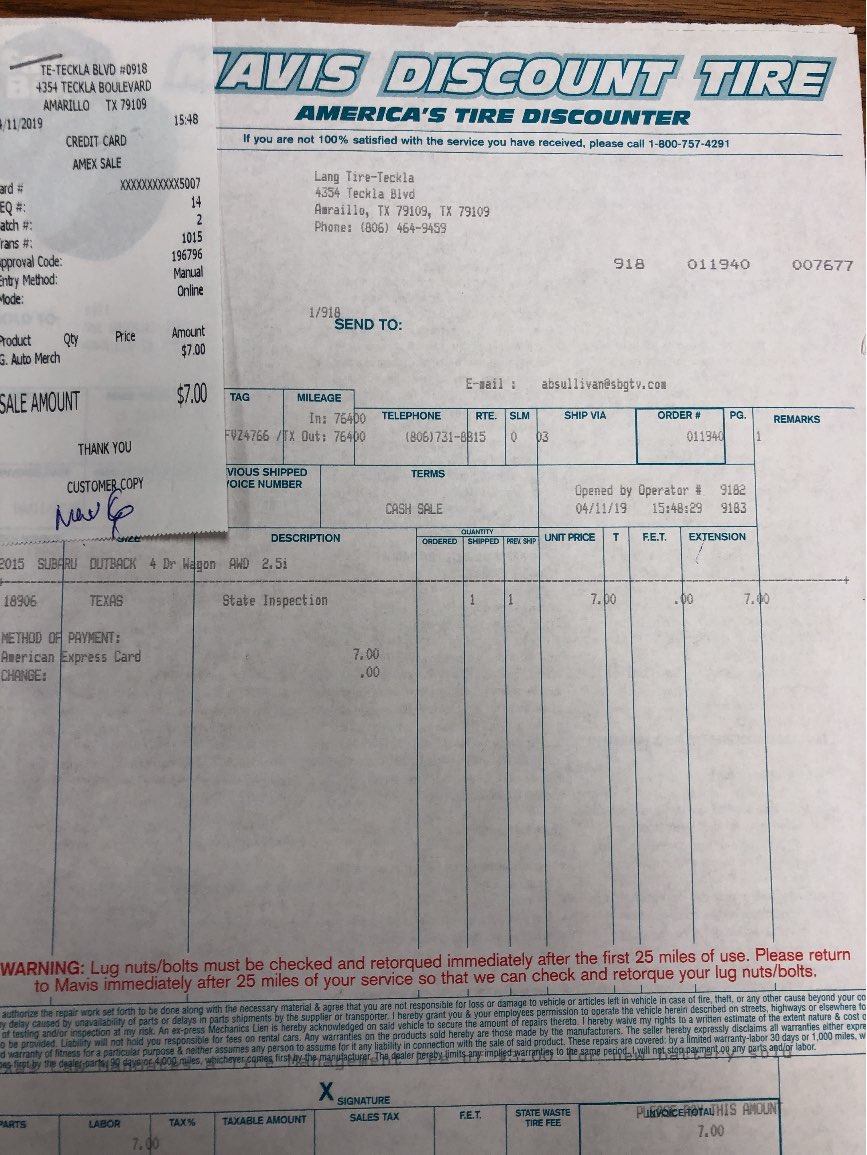 TE-TECKLA BLVD #0918
4354 TECKLA BOULEVARD
AMARILLO TX 79109
/11/2019 15:48
CREDIT CARD
AMEX SALE
ard # XXXXXXXXXXX5007
EQ #: 14
atch #: 2
rans #: 1015
pproval Code: 196796
Entry Method: Manual
Mode: Online
Product Qty Price Amount
G. Auto Merch $7.00
SALE AMOUNT $7.00
THANK YOU
CUSTOMER COPY
MAVIS DISCOUNT TIRE
AMERICA'S TIRE DISCOUNTER
If you are not 100% satisfied with the service you have received, please call 1-800-757-4291
Lang Tire-Teckla
4354 Teckla Blvd
Amraillo, TX 79109, TX 79109
Phone: (806) 464-9459
918 011940 007677
1/918
SEND TO:
E-mail : absullivan@sbgtv.com
TAG MILEAGE TELEPHONE RTE. SLM SHIP VIA ORDER # PG. REMARKS
In: 76400
FVZ4766 /TX Out: 76400 (806)731-8815 0 03 011940 1
VIOUS SHIPPED
VOICE NUMBER
TERMS
CASH SALE
Opened by Operator # 9182
04/11/19 15:48:29 9183
DESCRIPTION QUANTITY UNIT PRICE T F.E.T. EXTENSION
ORDERED SHIPPED PREV. SHIP
2015 SUBARU OUTBACK 4 Dr Wagon AWD 2.5i
18906 TEXAS State Inspection 1 1 7.00 .00 7.00
METHOD OF PAYMENT:
American Express Card 7.00
CHANGE: .00
WARNING: Lug nuts/bolts must be checked and retorqued immediately after the first 25 miles of use. Please return
to Mavis immediately after 25 miles of your service so that we can check and retorque your lug nuts/bolts.
authorize the repair work set forth to be done along with the necessary material & agree that you are not responsible for loss or damage to vehicle or articles left in vehicle in case of fire, theft, or any other cause beyond your co
y delay caused by unavailability of parts or delays in parts shipments by the supplier or transporter. I hereby grant you & your employees permission to operate the vehicle herein described on streets, highways or elsewhere fo
of testing and/or inspection at my risk. An express Mechanics Lien is hereby acknowledged on said vehicle to secure the amount of repairs thereto. I hereby waive my rights to a written estimate of the extent nature & cost o
o be provided. Liability will not hold you responsible for fees on rental cars. Any warranties on the products sold hereby are those made by the manufacturers. The seller hereby expressly disclaims all warranties either expre
d warranty of fitness for a particular purpose & neither assumes any person to assume for it any liability in connection with the sale of said product. These repairs are covered: by a limited warranty-labor 30 days or 1,000 miles, w
oes first by the dealer-parts, 90 days or 4,000 miles, whichever comes first by the manufacturer. The dealer hereby limits any implied warranties to the same period. I will not stop payment on any parts and/or labor.
X SIGNATURE
PARTS LABOR TAX% TAXABLE AMOUNT SALES TAX F.E.T. STATE WASTE TIRE FEE INVOICE TOTAL
THIS AMOUNT
7.00 7.00